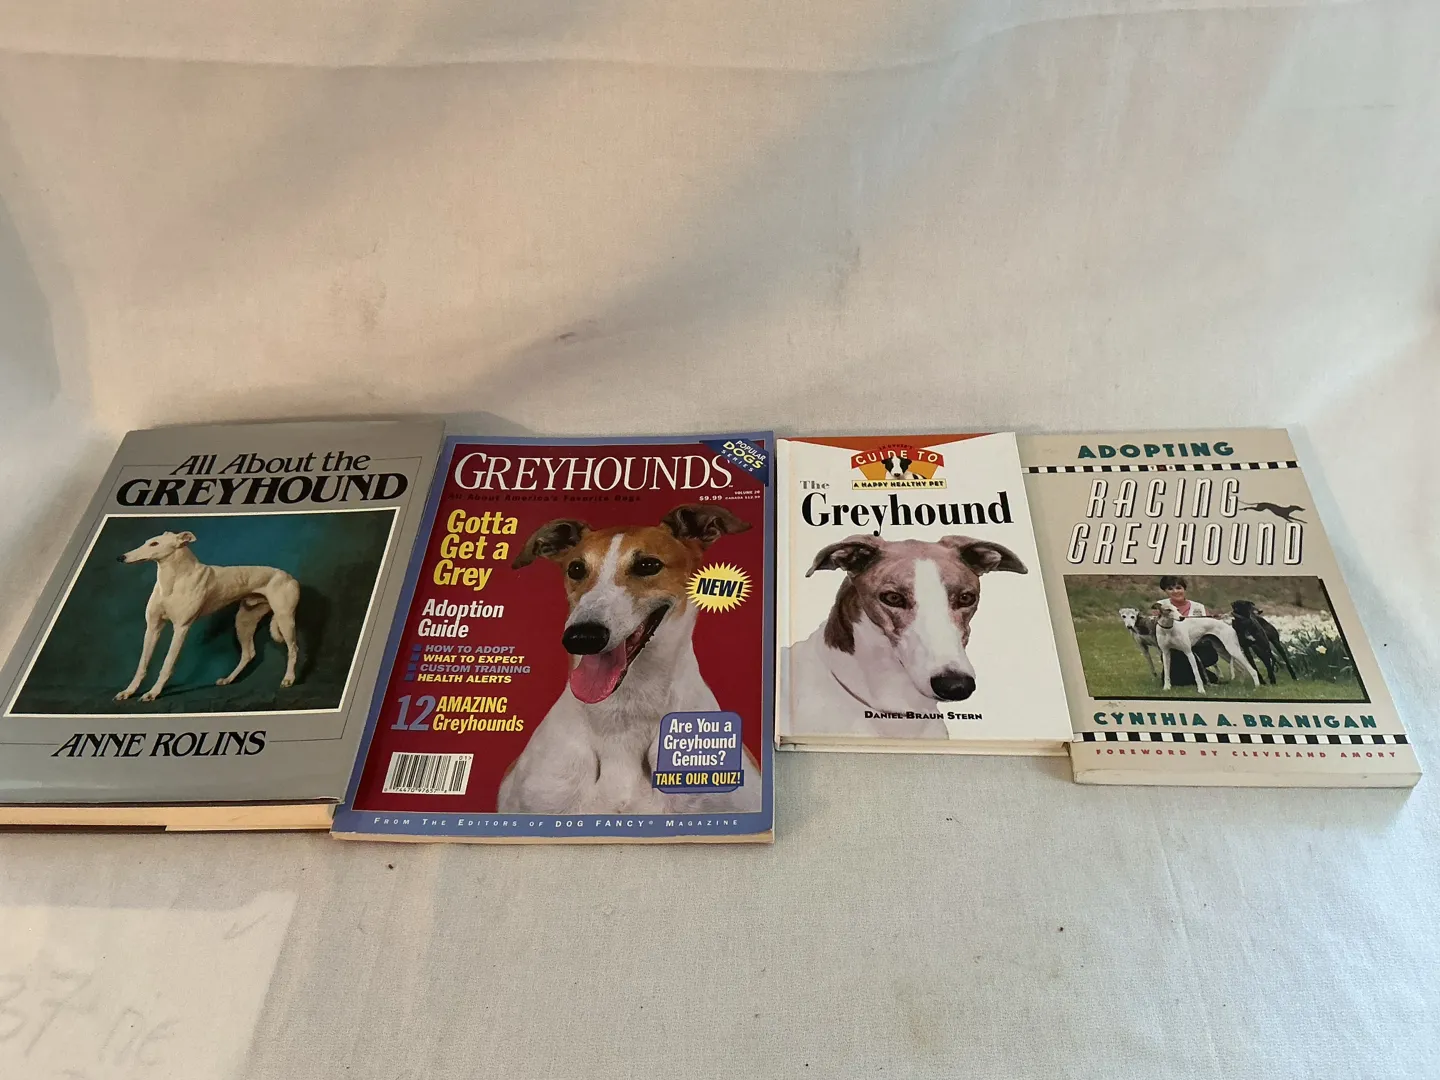 All About the
GREYHOUND
ANNE ROLINS
GREYHOUNDS
All About America's Favorite Dogs
POPULAR
DOGS
SERIES
VOLUME
$9.99
Gotta
Get a
Grey
NEW!
Adoption
Guide
HOW TO ADOPT
WHAT TO EXPECT
CUSTOM TRAINING
HEALTH ALERTS
12 AMAZING
Greyhounds
Are You a
Greyhound
Genius?
TAKE OUR QUIZ!
FROM THE EDITORS OF DOG FANCY® MAGAZINE
GUIDE TO
A HAPPY HEALTHY PET
The
Greyhound
DANIEL BRAUN STERN
ADOPTING
THE
RACING
GREYHOUND
CYNTHIA A. BRANIGAN
FOREWORD BY CLEVELAND AMORY